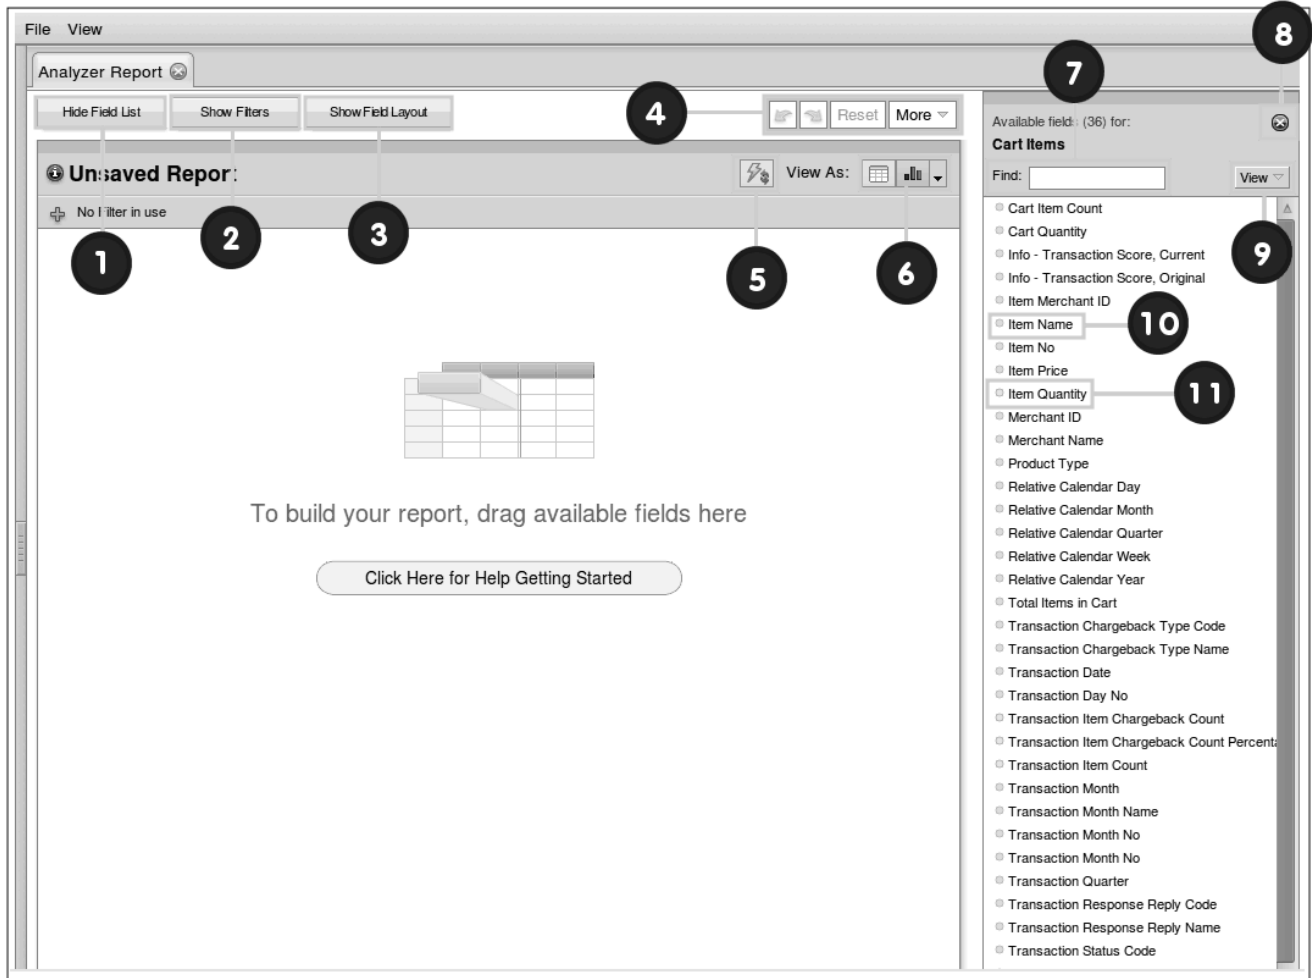 File View
8
Analyzer Report
7
Hide Field List Show Filters Show Field Layout
4
Reset More
Available fields (36) for:
Cart Items
Unsaved Report
View As:
Find:
View
No Filter in use
1
2
3
5
6
9
Cart Item Count
Cart Quantity
Info - Transaction Score, Current
Info - Transaction Score, Original
Item Merchant ID
Item Name
10
Item No
Item Price
Item Quantity
11
Merchant ID
Merchant Name
Product Type
Relative Calendar Day
Relative Calendar Month
Relative Calendar Quarter
Relative Calendar Week
Relative Calendar Year
Total Items in Cart
Transaction Chargeback Type Code
Transaction Chargeback Type Name
Transaction Date
Transaction Day No
Transaction Item Chargeback Count
Transaction Item Chargeback Count Percenta
Transaction Item Count
Transaction Month
Transaction Month Name
Transaction Month No
Transaction Month No
Transaction Quarter
Transaction Response Reply Code
Transaction Response Reply Name
Transaction Status Code
To build your report, drag available fields here
Click Here for Help Getting Started